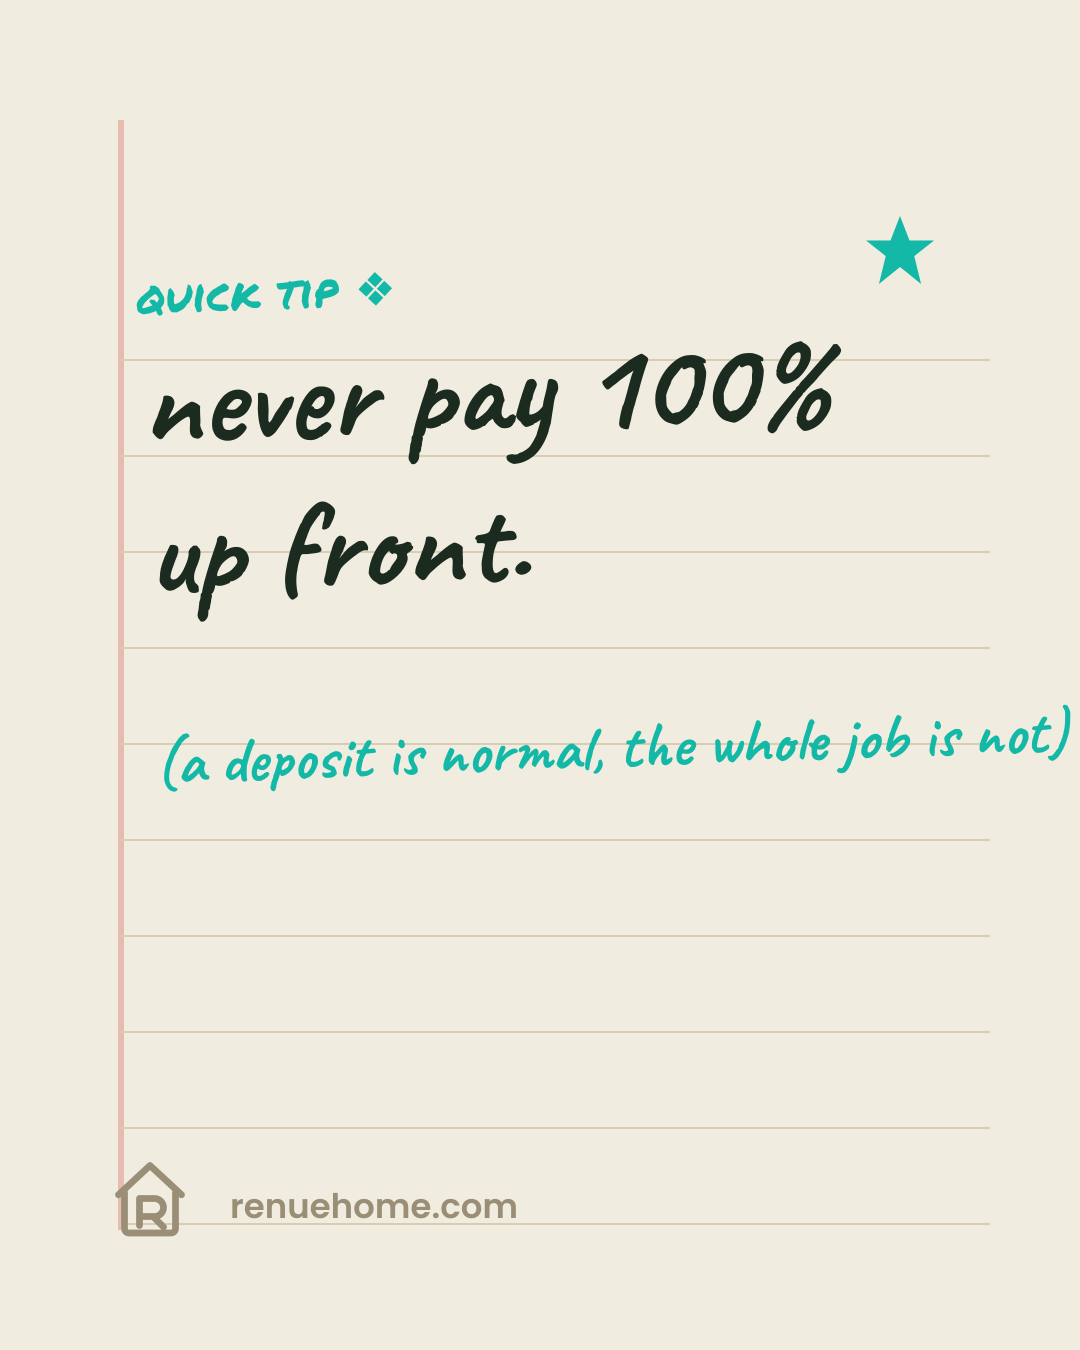 QUICK TIP ❖
never pay 100%
up front.
(a deposit is normal, the whole job is not)
R
renuehome.com